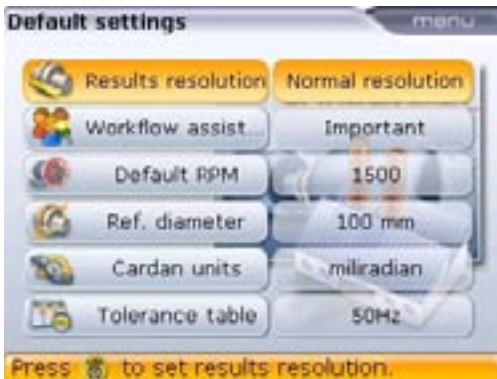 Default settings menu
Results resolution Normal resolution
Workflow assist... Important
Default RPM 1500
Ref. diameter 100 mm
Cardan units miliradian
Tolerance table 50Hz
Press to set results resolution.